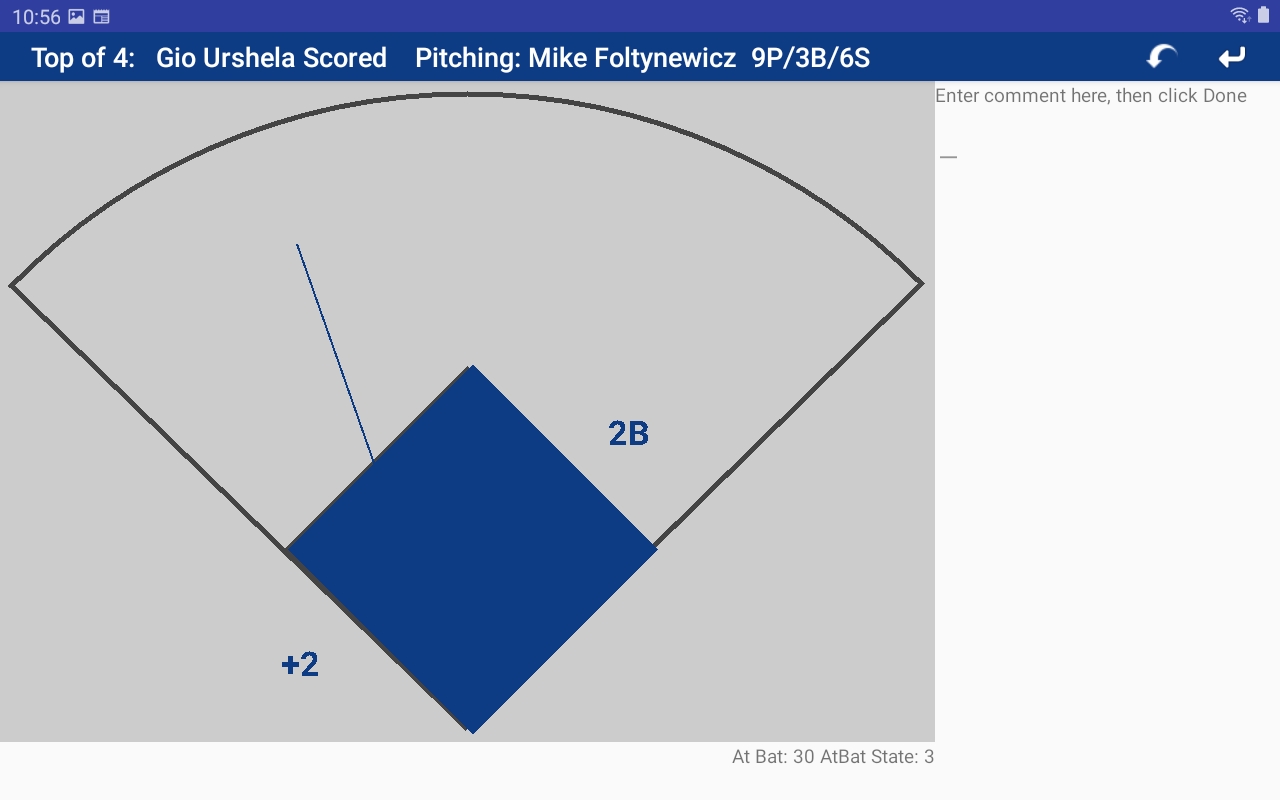 10:56
Top of 4: Gio Urshela Scored Pitching: Mike Foltynewicz 9P/3B/6S
Enter comment here, then click Done
2B
+2
At Bat: 30 AtBat State: 3